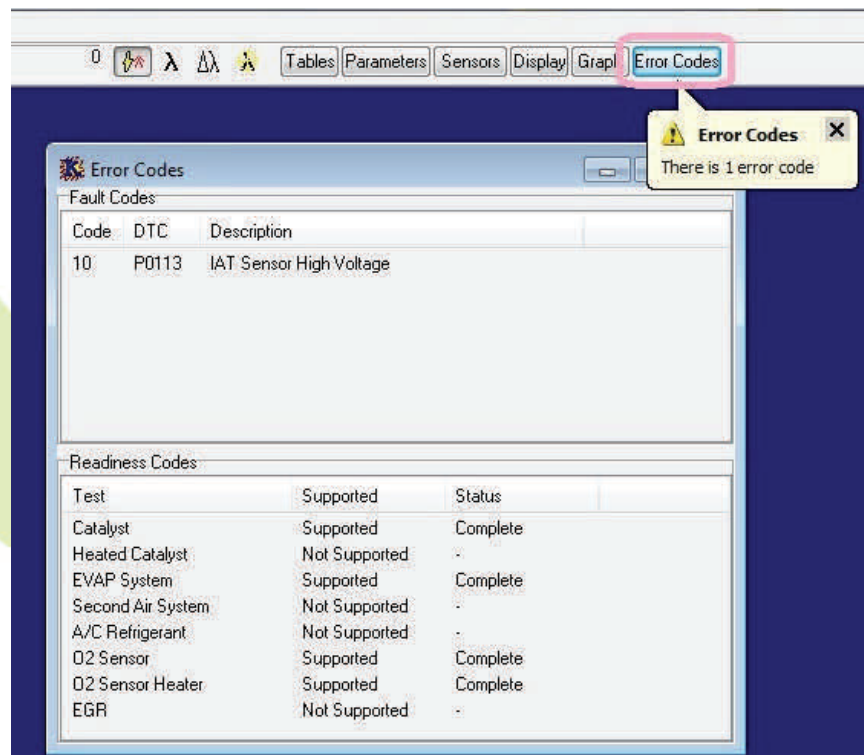 0 λ Δλ λ Tables Parameters Sensors Display Graph Error Codes
Error Codes
There is 1 error code
Error Codes
Fault Codes
Code DTC Description
10 P0113 IAT Sensor High Voltage
Readiness Codes
Test Supported Status
Catalyst Supported Complete
Heated Catalyst Not Supported -
EVAP System Supported Complete
Second Air System Not Supported -
A/C Refrigerant Not Supported -
O2 Sensor Supported Complete
O2 Sensor Heater Supported Complete
EGR Not Supported -